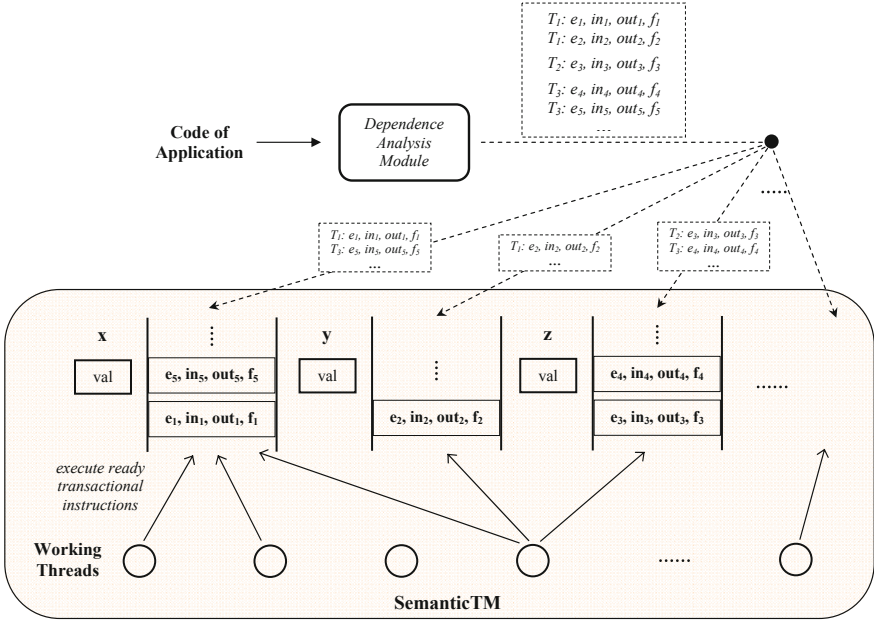 T₁: e₁, in₁, out₁, f₁
T₁: e₂, in₂, out₂, f₂
T₂: e₃, in₃, out₃, f₃
T₃: e₄, in₄, out₄, f₄
T₃: e₅, in₅, out₅, f₅
...
Code of
Application
Dependence
Analysis
Module
.....
T₁: e₁, in₁, out₁, f₁
T₃: e₅, in₅, out₅, f₅
...
T₁: e₂, in₂, out₂, f₂
...
T₂: e₃, in₃, out₃, f₃
T₃: e₄, in₄, out₄, f₄
...
x
y
z
val
e₅, in₅, out₅, f₅
e₁, in₁, out₁, f₁
val
e₂, in₂, out₂, f₂
val
e₄, in₄, out₄, f₄
e₃, in₃, out₃, f₃
......
execute ready
transactional
instructions
Working
Threads
......
SemanticTM